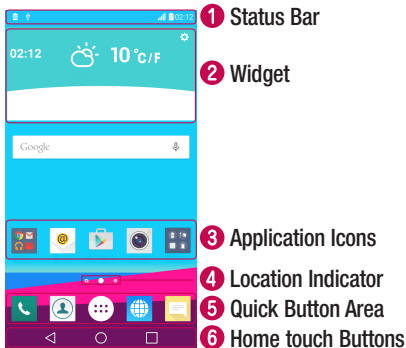 02:12
1 Status Bar
02:12
10 °C/F
2 Widget
Google
@
3 Application Icons
4 Location Indicator
5 Quick Button Area
6 Home touch Buttons